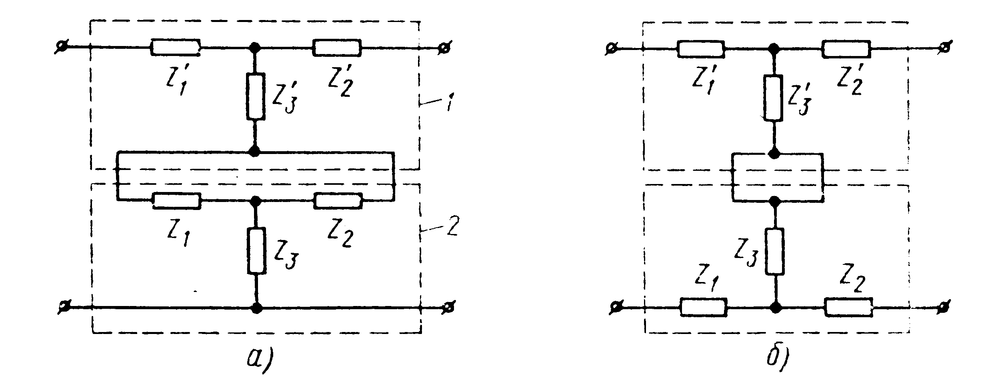 Z′1 Z′2 Z′1 Z′2
Z′3 1 Z′3
Z1 Z2 2
Z3 Z3
Z1 Z2
а) б)